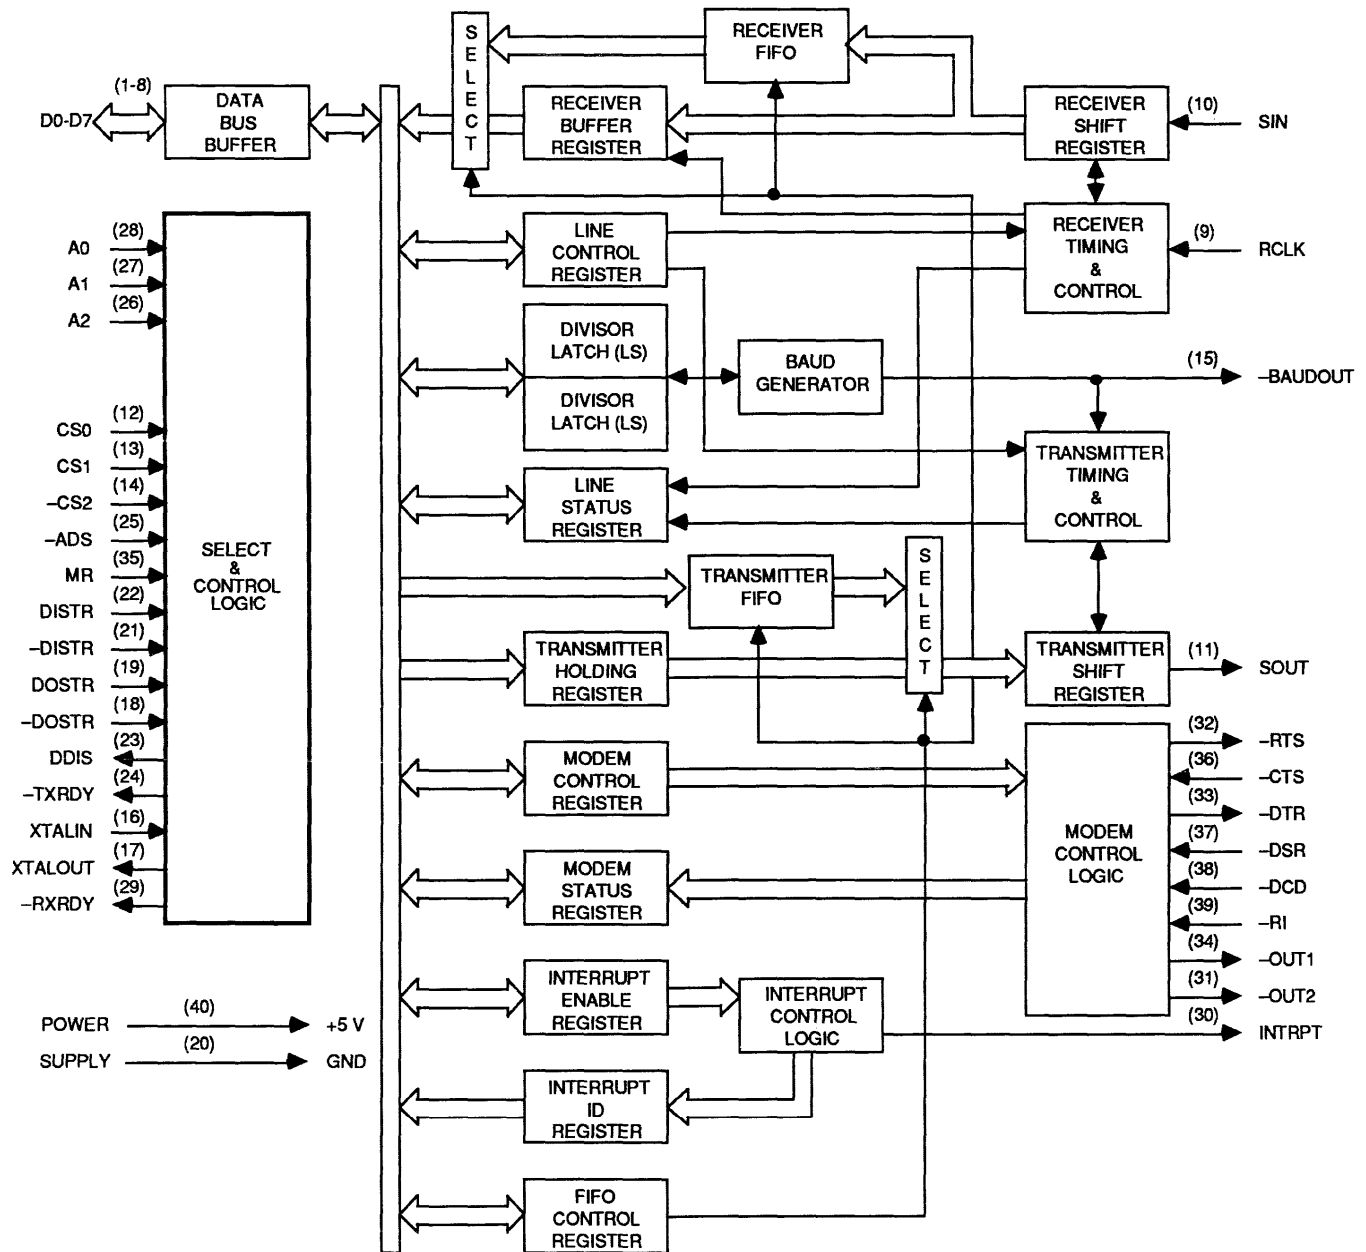 S
E
L
E
C
T
RECEIVER
FIFO
(1-8)
D0-D7
DATA
BUS
BUFFER
RECEIVER
BUFFER
REGISTER
RECEIVER
SHIFT
REGISTER
(10)
SIN
LINE
CONTROL
REGISTER
RECEIVER
TIMING
&
CONTROL
(9)
RCLK
(28)
A0
(27)
A1
(26)
A2
DIVISOR
LATCH (LS)
DIVISOR
LATCH (LS)
BAUD
GENERATOR
(15)
–BAUDOUT
(12)
CS0
(13)
CS1
(14)
–CS2
(25)
–ADS
(35)
MR
(22)
DISTR
(21)
–DISTR
(19)
DOSTR
(18)
–DOSTR
(23)
DDIS
(24)
–TXRDY
(16)
XTALIN
(17)
XTALOUT
(29)
–RXRDY
SELECT
&
CONTROL
LOGIC
LINE
STATUS
REGISTER
TRANSMITTER
TIMING
&
CONTROL
TRANSMITTER
FIFO
S
E
L
E
C
T
TRANSMITTER
HOLDING
REGISTER
TRANSMITTER
SHIFT
REGISTER
(11)
SOUT
MODEM
CONTROL
REGISTER
MODEM
STATUS
REGISTER
MODEM
CONTROL
LOGIC
(32)
–RTS
(36)
–CTS
(33)
–DTR
(37)
–DSR
(38)
–DCD
(39)
–RI
(34)
–OUT1
(31)
–OUT2
(30)
INTRPT
INTERRUPT
ENABLE
REGISTER
INTERRUPT
CONTROL
LOGIC
POWER
(40)
+5 V
SUPPLY
(20)
GND
INTERRUPT
ID
REGISTER
FIFO
CONTROL
REGISTER